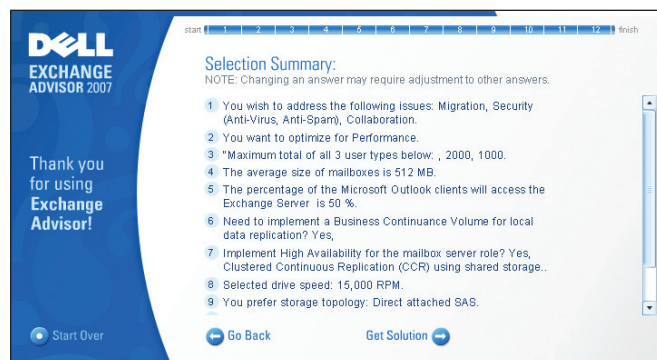 DELL
EXCHANGE
ADVISOR 2007
Thank you
for using
Exchange
Advisor!
Start Over
start 1 2 3 4 5 6 7 8 9 10 11 12 finish
Selection Summary:
NOTE: Changing an answer may require adjustment to other answers.
1 You wish to address the following issues: Migration, Security
(Anti-Virus, Anti-Spam), Collaboration.
2 You want to optimize for Performance.
3 "Maximum total of all 3 user types below: , 2000, 1000.
4 The average size of mailboxes is 512 MB.
5 The percentage of the Microsoft Outlook clients will access the
Exchange Server is 50 %.
6 Need to implement a Business Continuance Volume for local
data replication? Yes,
7 Implement High Availability for the mailbox server role? Yes,
Clustered Continuous Replication (CCR) using shared storage..
8 Selected drive speed: 15,000 RPM.
9 You prefer storage topology: Direct attached SAS.
Go Back
Get Solution